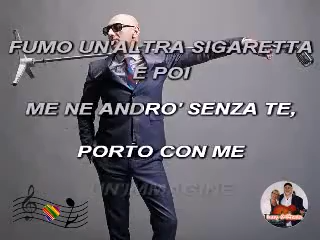 FUMO UN'ALTRA SIGARETTA
E POI
ME NE ANDRO' SENZA TE,
PORTO CON ME
UN'IMMAGINE